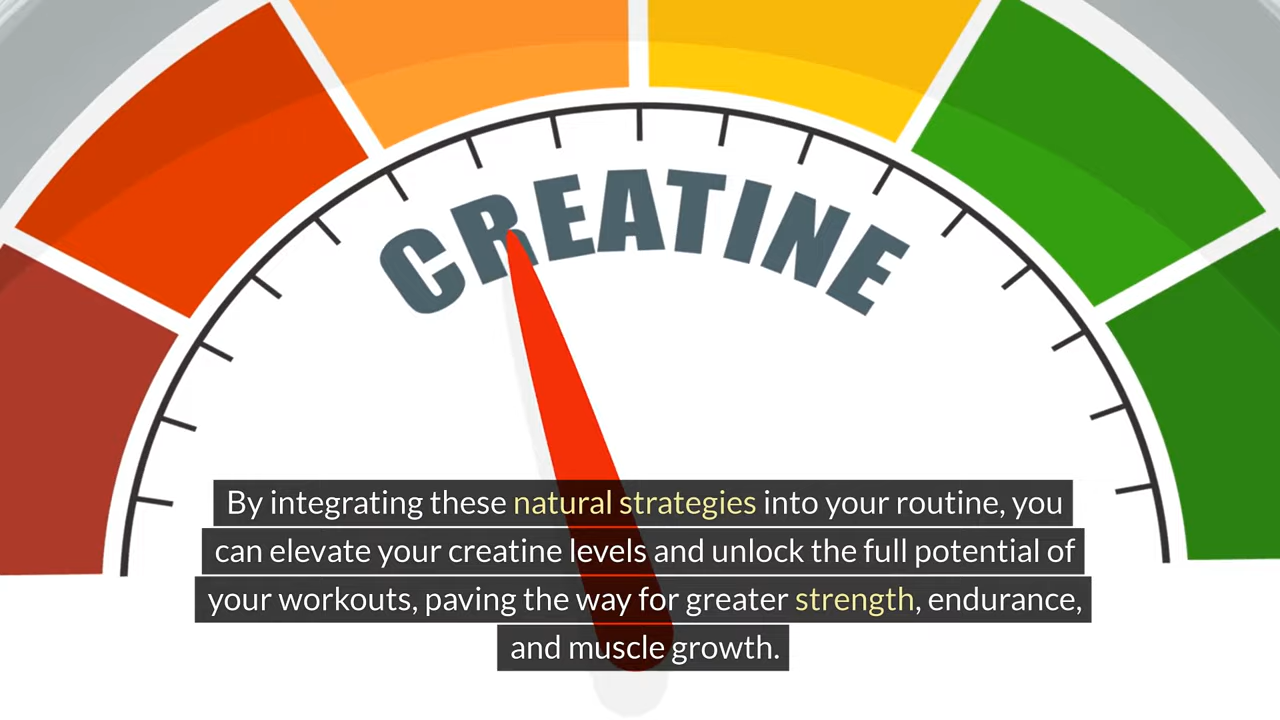 CREATINE
By integrating these natural strategies into your routine, you
can elevate your creatine levels and unlock the full potential of
your workouts, paving the way for greater strength, endurance,
and muscle growth.